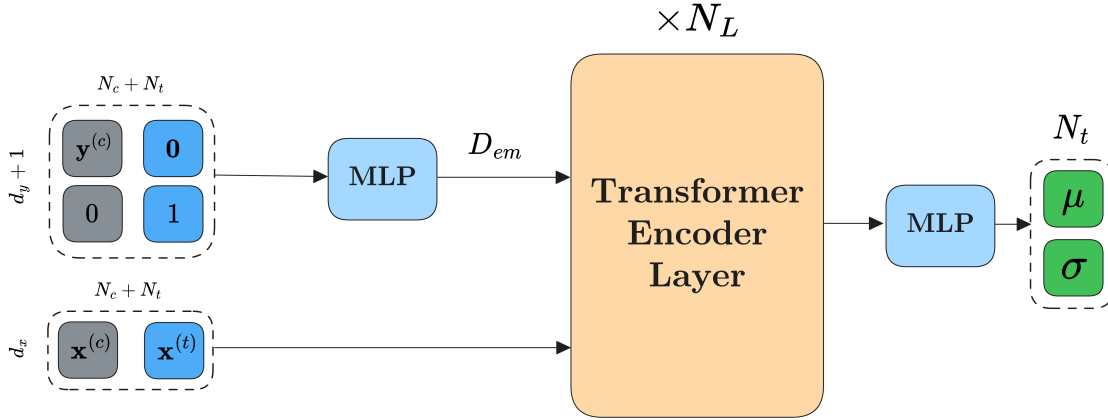 × N_L
N_c + N_t
d_y + 1
y^(c) 0
0 1
MLP
D_em
Transformer
Encoder
Layer
MLP
N_t
μ
σ
N_c + N_t
d_x
x^(c) x^(t)